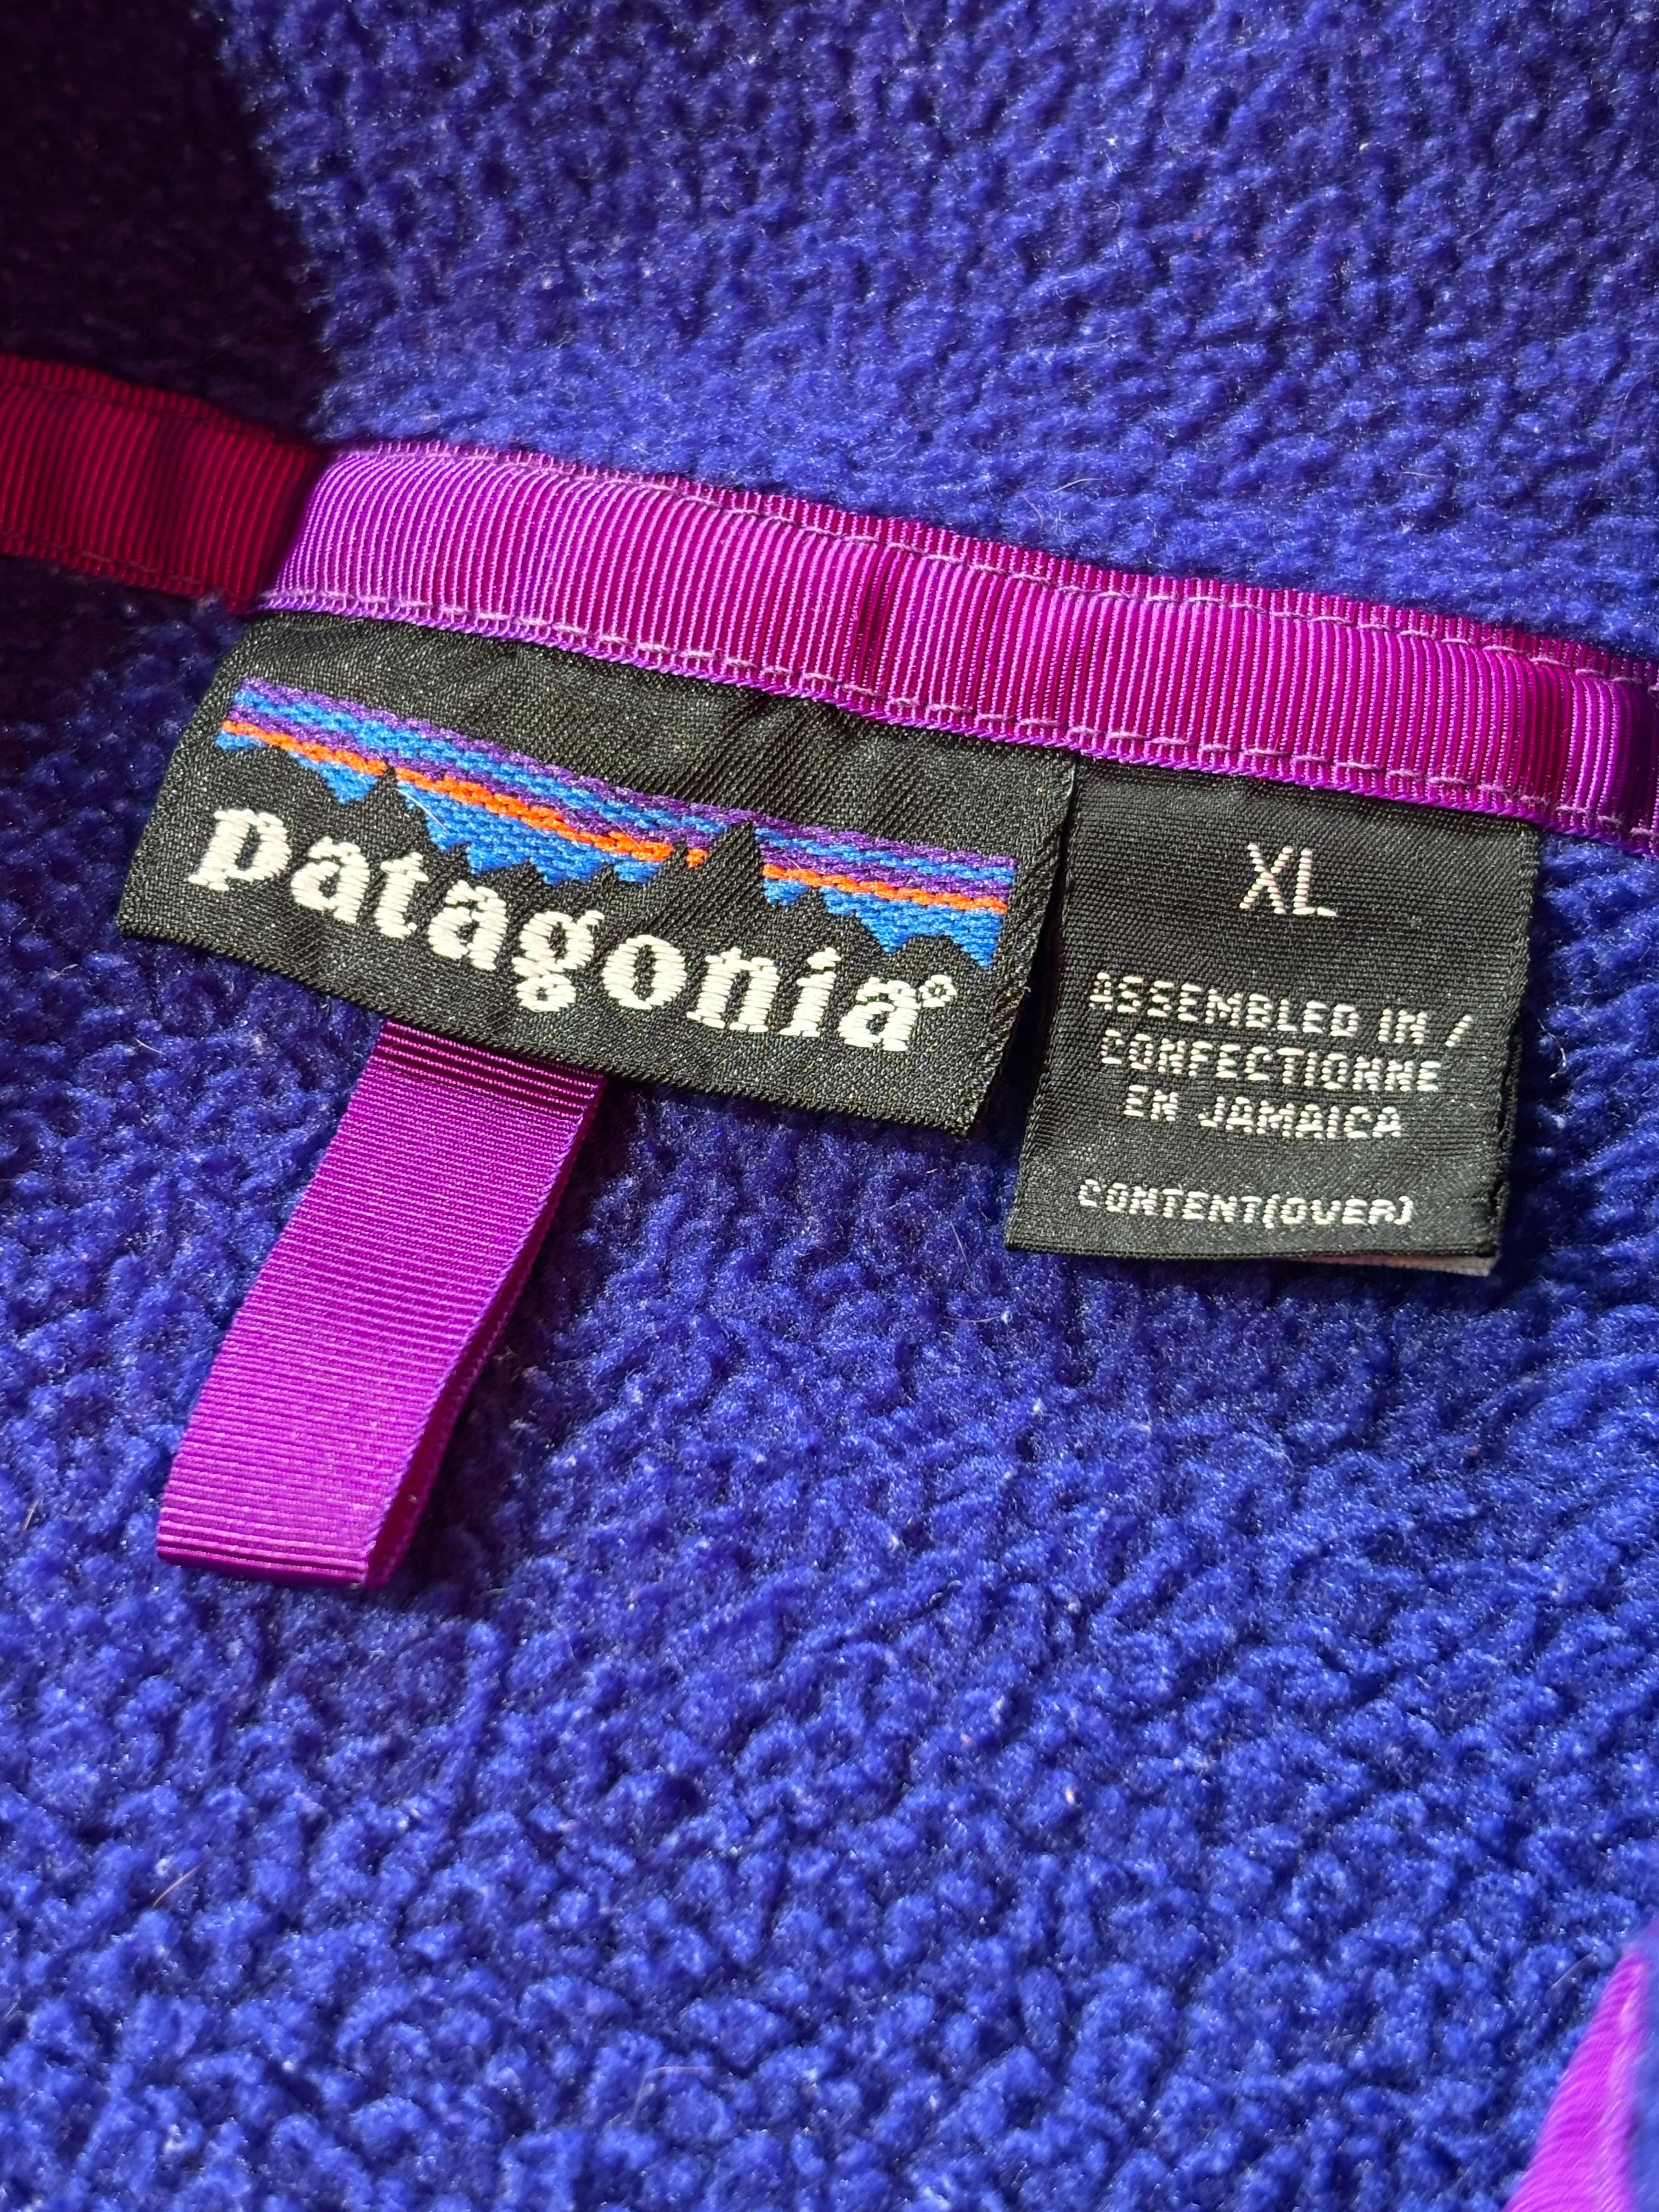 patagonia®
XL
ASSEMBLED IN /
CONFECTIONNE
EN JAMAICA
CONTENT(OVER)